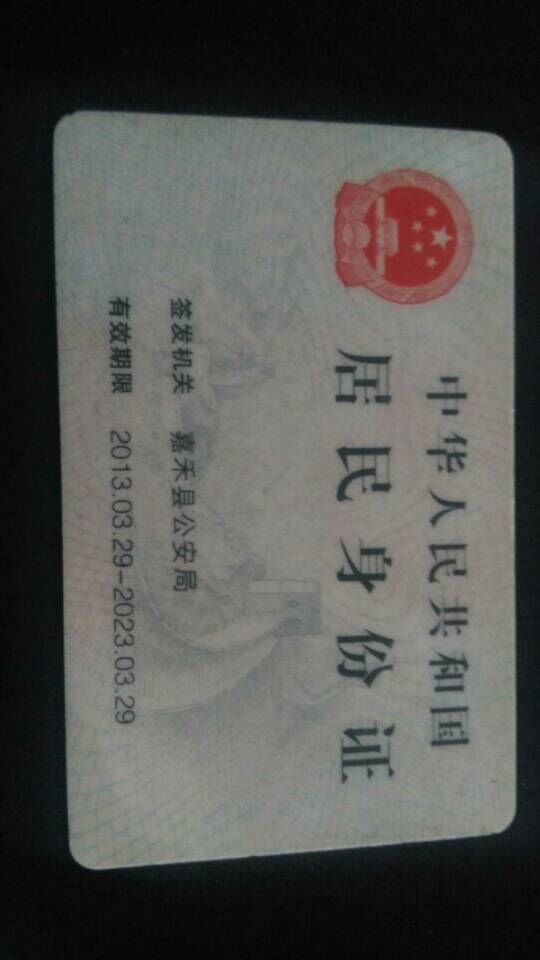 中华人民共和国
居民身份证
签发机关 嘉禾县公安局
有效期限 2013.03.29-2023.03.29